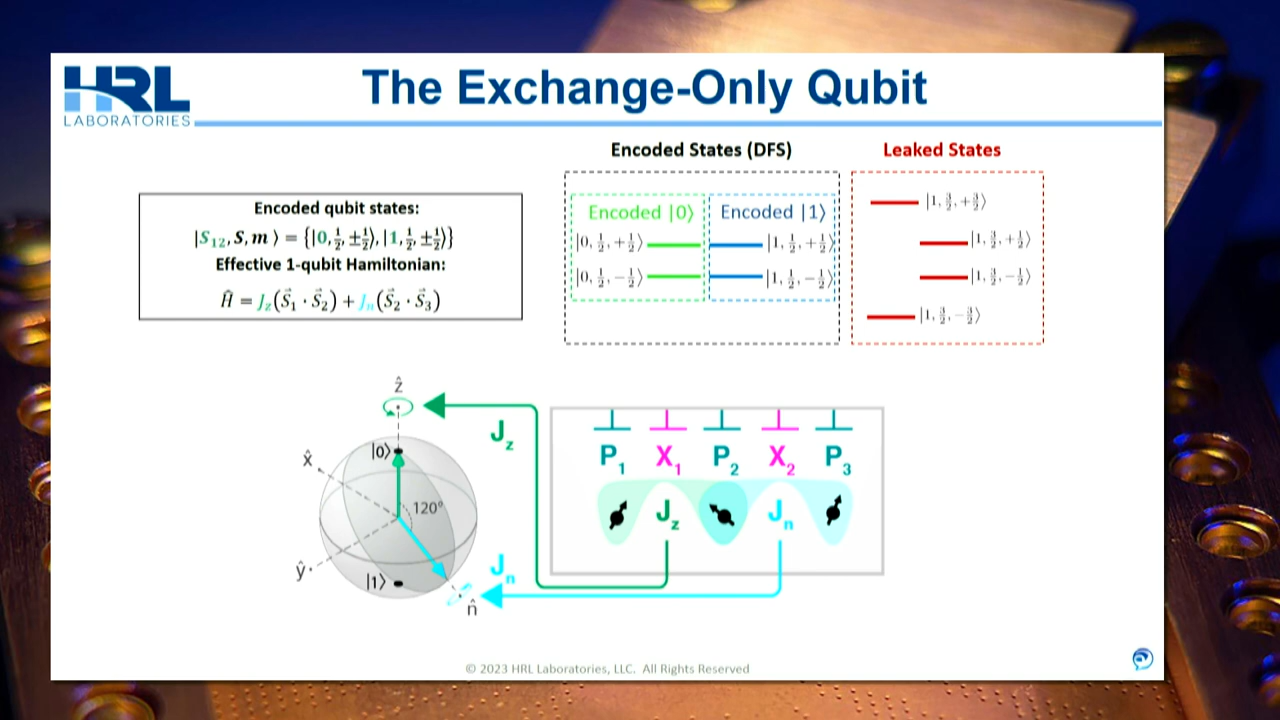 HRL
LABORATORIES
The Exchange-Only Qubit
Encoded States (DFS)
Leaked States
Encoded qubit states:
|S₁₂, S, m ⟩ = {|0, ½, ±½⟩, |1, ½, ±½⟩}
Effective 1-qubit Hamiltonian:
Ĥ = J_z(S⃗₁ · S⃗₂) + J_n(S⃗₂ · S⃗₃)
Encoded |0⟩
Encoded |1⟩
|0, ½, +½⟩
|1, ½, +½⟩
|0, ½, −½⟩
|1, ½, −½⟩
|1, 3/2, +3/2⟩
|1, 3/2, +½⟩
|1, 3/2, −½⟩
|1, 3/2, −3/2⟩
ẑ
|0⟩
x̂
120°
ŷ
|1⟩
n̂
J_z
J_n
P₁ X₁ P₂ X₂ P₃
J_z J_n
© 2023 HRL Laboratories, LLC. All Rights Reserved